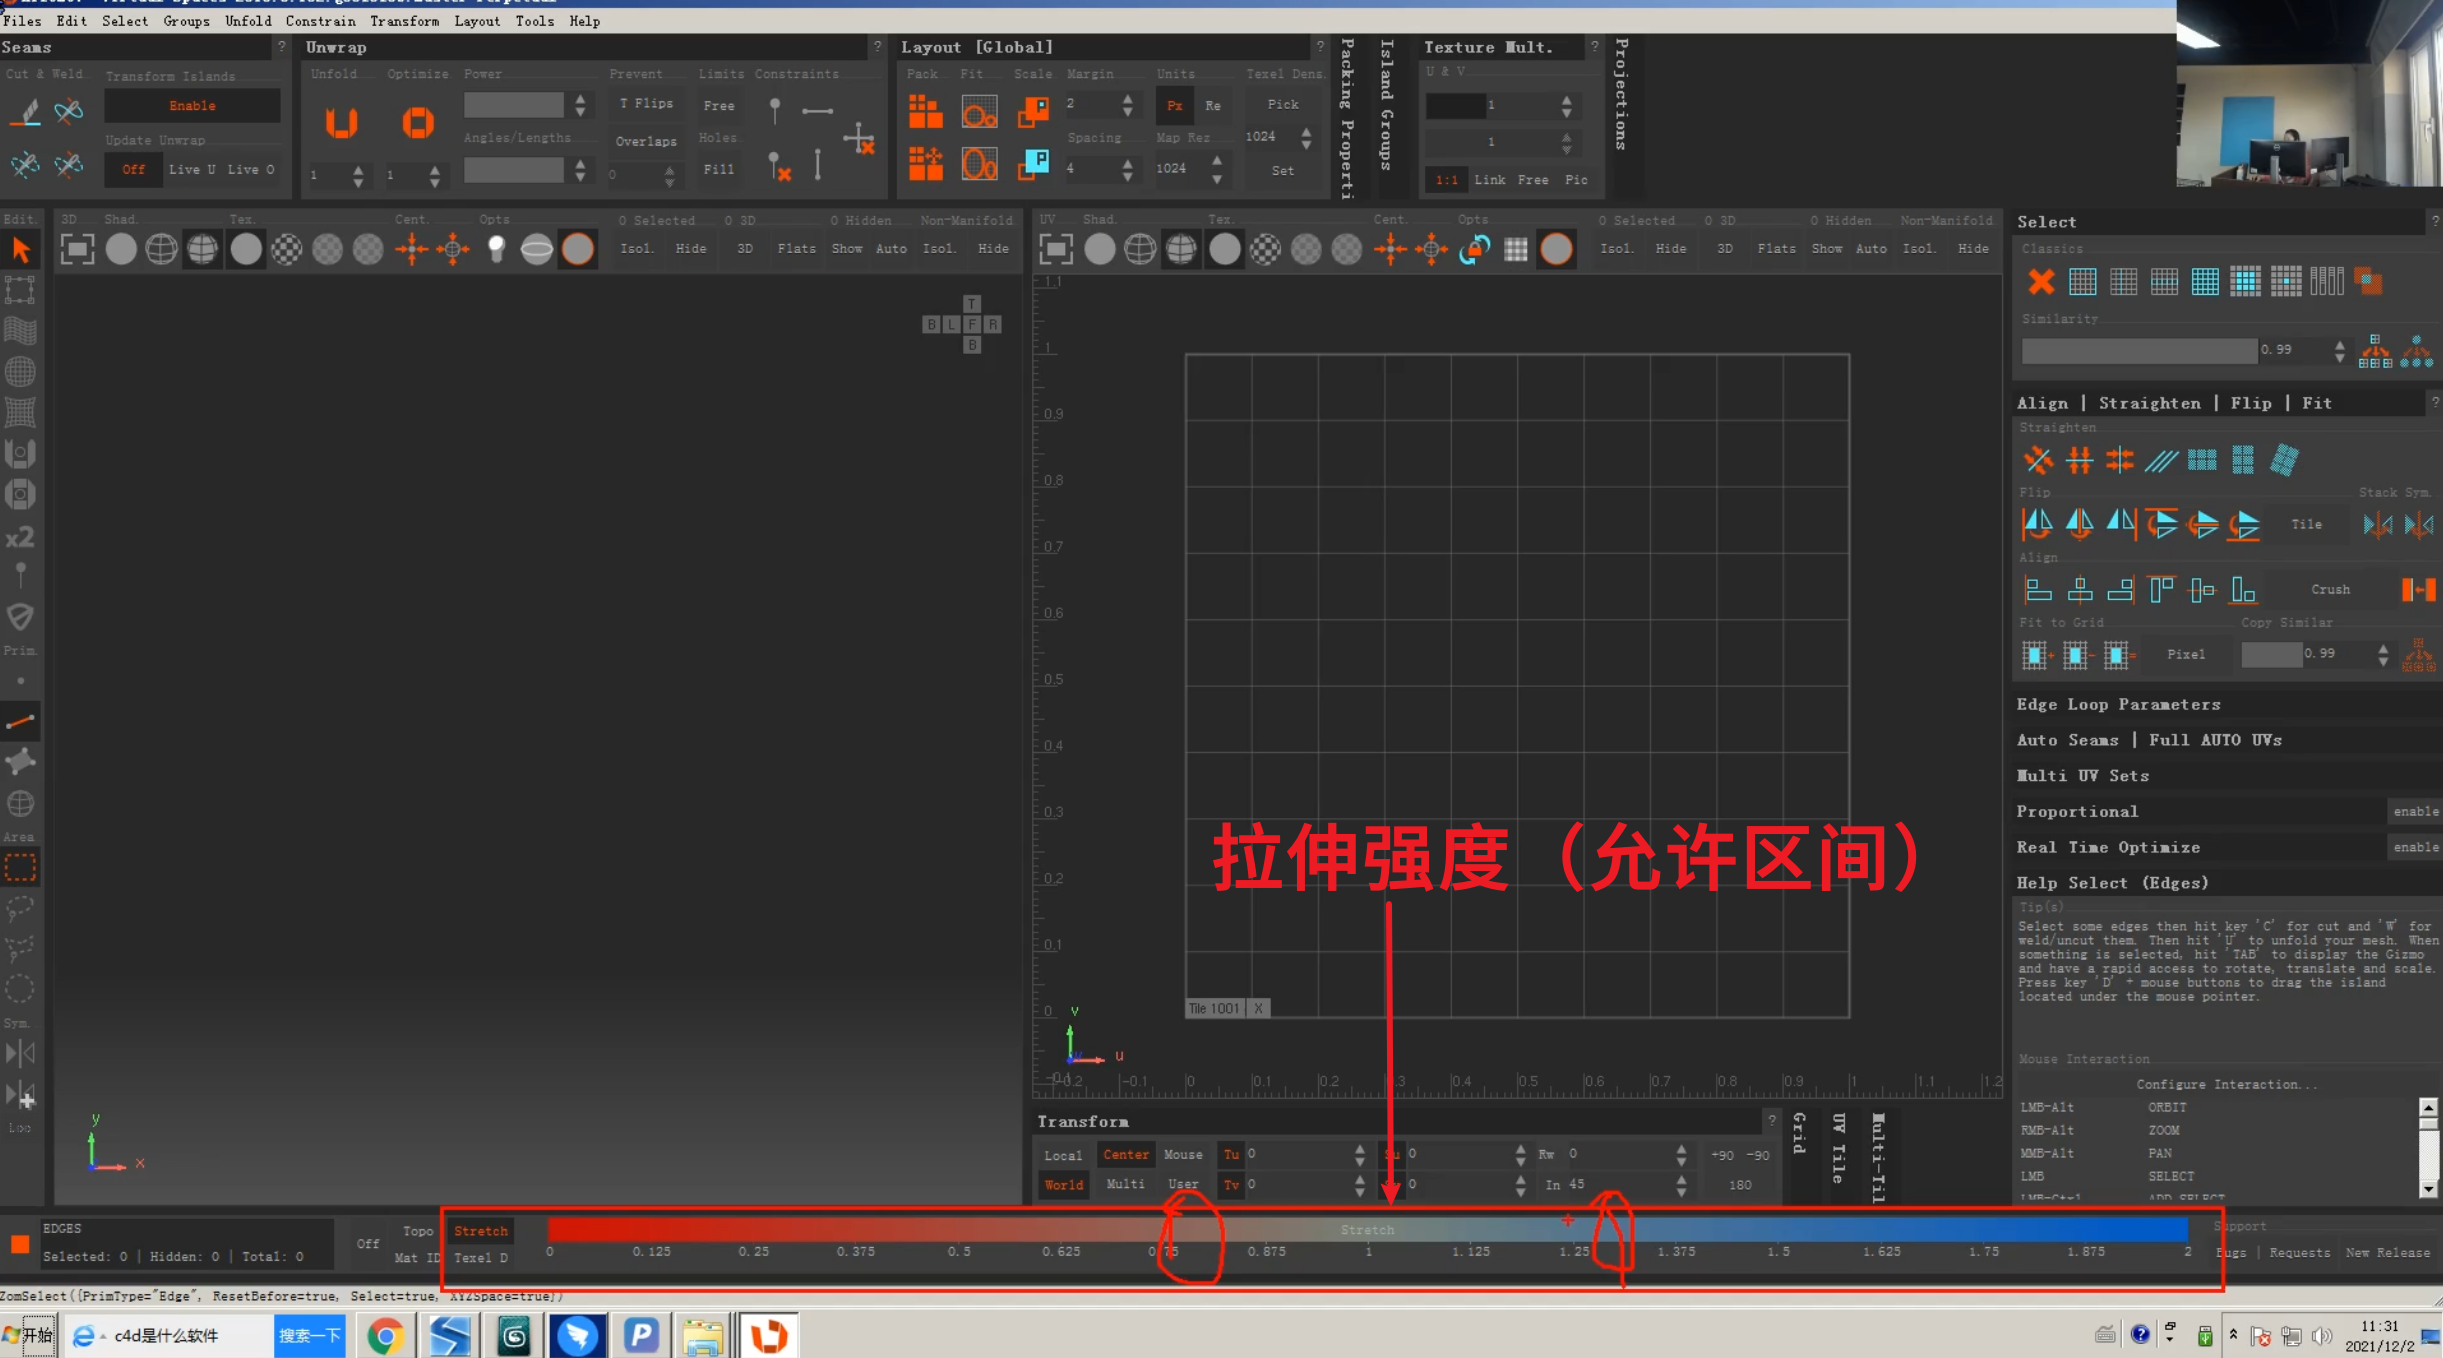 Files Edit Select Groups Unfold Constrain Transform Layout Tools Help
Seams ? Unwrap ? Layout [Global] ? Texture Mult. ?
Packing Properti
Island Groups
Projections
Cut & Weld Transform Islands
Enable
Update Unwrap
Off Live U Live O
Unfold Optimize Power Prevent Limits Constraints
T Flips Free
Angles/Lengths Overlaps Holes
1 1 0 Fill
Pack Fit Scale Margin Units Texel Dens.
2 Px Re Pick
Spacing Map Rez 1024
4 1024 Set
U & V
1
1
1:1 Link Free Pic
Edit. 3D Shad. Tex. Cent. Opts 0 Selected 0 3D 0 Hidden Non-Manifold
Isol. Hide 3D Flats Show Auto Isol. Hide
UV Shad. Tex. Cent. Opts 0 Selected 0 3D 0 Hidden Non-Manifold
Isol. Hide 3D Flats Show Auto Isol. Hide
T
B L F R
B
x2
Prim.
Area
Sym.
1.1
1
0.9
0.8
0.7
0.6
0.5
0.4
0.3
0.2
0.1
0
拉伸强度（允许区间）
Tile 1001 X
v
u
-0.1 0 0.1 0.2 0.4 0.5 0.6 0.7 0.8 0.9 1 1.1 1.2
y
x
Select ?
Classics
Similarity
0.99
Align | Straighten | Flip | Fit ?
Straighten
Flip Stack Sym.
Tile
Align
Crush
Fit to Grid Copy Similar
Pixel 0.99
Edge Loop Parameters
Auto Seams | Full AUTO UVs
Multi UV Sets
Proportional enable
Real Time Optimize enable
Help Select (Edges)
Tip(s)
Select some edges then hit key 'C' for cut and 'W' for
weld/uncut them. Then hit 'U' to unfold your mesh. When
something is selected, hit 'TAB' to display the Gizmo
and have a rapid access to rotate, translate and scale.
Press key 'D' + mouse buttons to drag the island
located under the mouse pointer.
Mouse Interaction
Configure Interaction...
LMB-Alt ORBIT
RMB-Alt ZOOM
MMB-Alt PAN
LMB SELECT
LMB-Ctrl ADD SELECT
Transform ?
Grid
UV Tile
Multi-Til
Local Center Mouse Tu 0 0 Rw 0 +90 -90
World Multi User Tv 0 0 In 45 180
EDGES
Selected: 0 | Hidden: 0 | Total: 0
Off Topo Stretch
Mat ID Texel D
Stretch
0 0.125 0.25 0.375 0.5 0.625 0.75 0.875 1 1.125 1.25 1.375 1.5 1.625 1.75 1.875 2
Support
Bugs | Requests New Release
ZomSelect({PrimType="Edge", ResetBefore=true, Select=true, XYZSpace=true})
开始 c4d是什么软件 搜索一下
11:31
2021/12/2